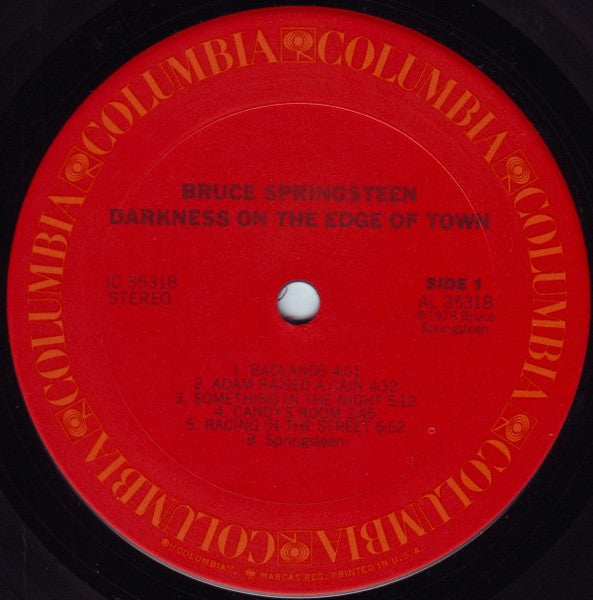 COLUMBIA COLUMBIA COLUMBIA COLUMBIA COLUMBIA COLUMBIA
BRUCE SPRINGSTEEN
DARKNESS ON THE EDGE OF TOWN
JC 35318
STEREO
SIDE 1
AL 35318
℗1978 Bruce
Springsteen
1. BADLANDS 4:01
2. ADAM RAISED A CAIN 4:32
3. SOMETHING IN THE NIGHT 5:12
4. CANDY'S ROOM 2:45
5. RACING IN THE STREET 6:52
B. Springsteen
"COLUMBIA", MARCAS REG. PRINTED IN U.S.A.